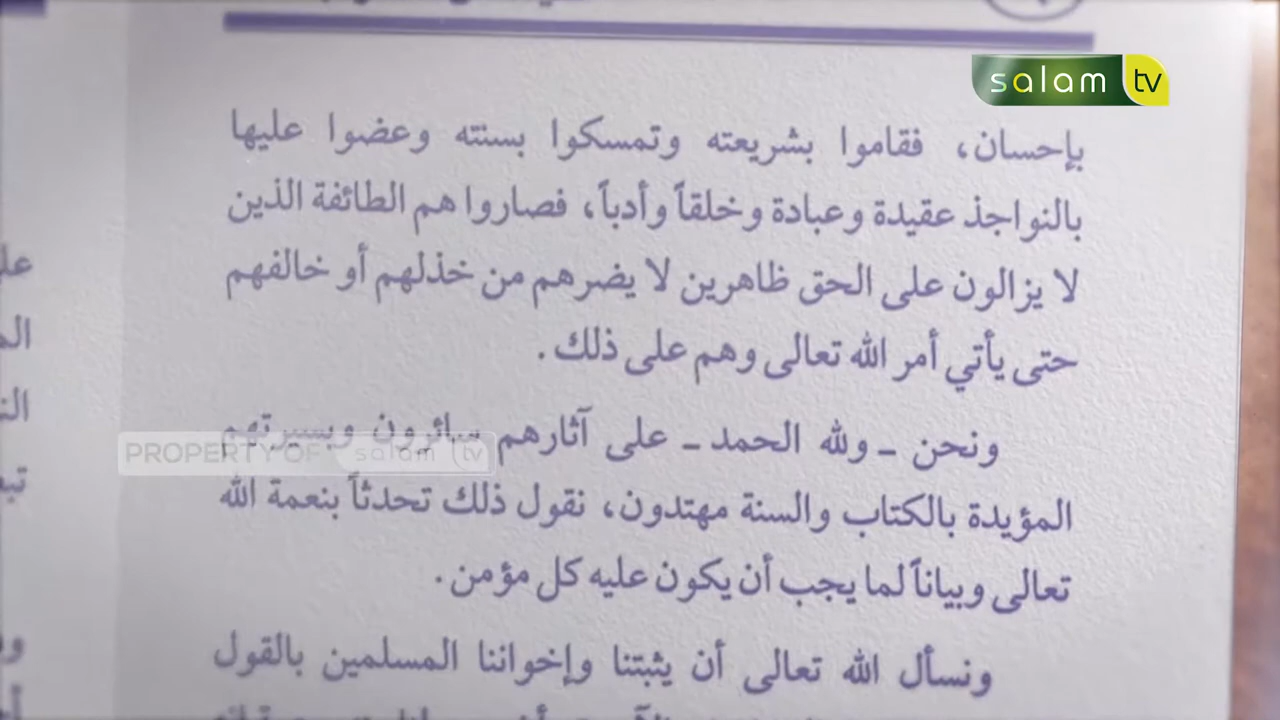 salam tv
بإحسان، فقاموا بشريعته وتمسكوا بسنته وعضوا عليها
بالنواجذ عقيدة وعبادة وخلقاً وأدباً، فصاروا هم الطائفة الذين
لا يزالون على الحق ظاهرين لا يضرهم من خذلهم أو خالفهم
حتى يأتي أمر الله تعالى وهم على ذلك.
ونحن ـ ولله الحمد ـ على آثارهم سائرون وبسيرتهم
PROPERTY OF salam tv
المؤيدة بالكتاب والسنة مهتدون، نقول ذلك تحدثاً بنعمة الله
تعالى وبياناً لما يجب أن يكون عليه كل مؤمن.
ونسأل الله تعالى أن يثبتنا وإخواننا المسلمين بالقول